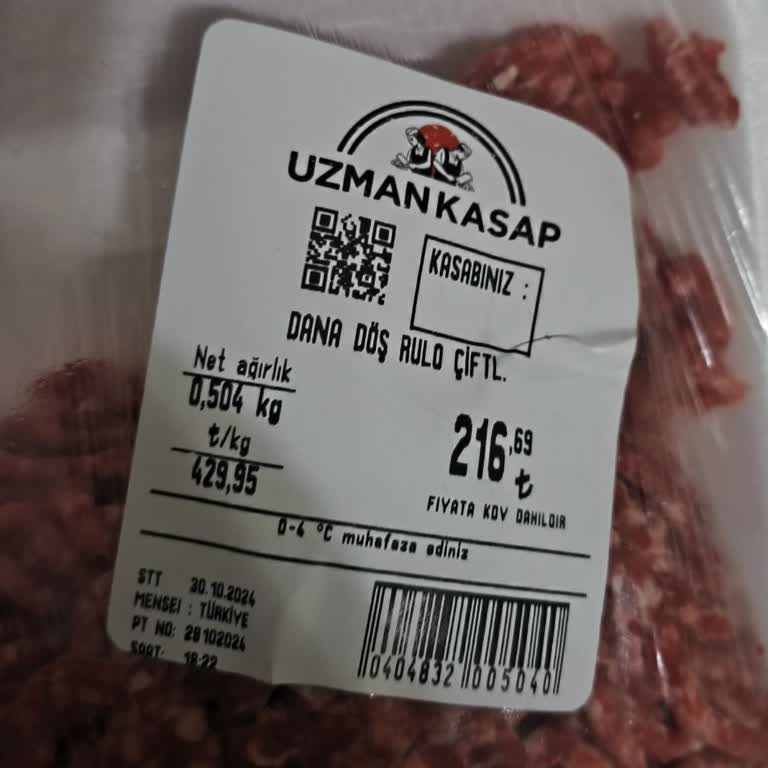 UZMANKASAP
KASABINIZ :
DANA DÖŞ RULO ÇİFTL.
Net ağırlık
0,504 kg
₺/kg
429,95
216,69
₺
FIYATA KDV DAHILDIR
0-4 °C muhafaza ediniz
STT 30.10.2024
MENSEİ : TÜRKİYE
PT NO: 28102024
SAAT: 18:22
0404832 005040